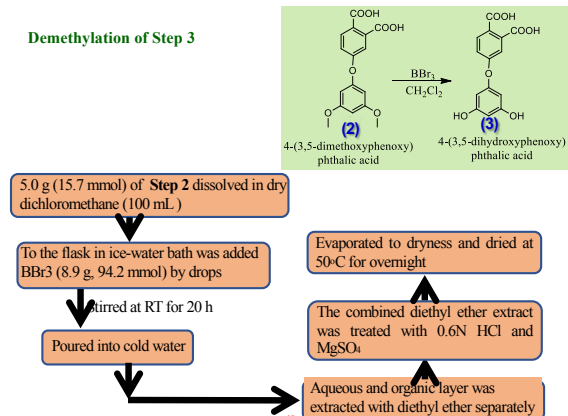 Demethylation of Step 3
COOH
COOH
O
O
O
(2)
4-(3,5-dimethoxyphenoxy)
phthalic acid
BBr3
CH2Cl2
COOH
COOH
O
HO
OH
(3)
4-(3,5-dihydroxyphenoxy)
phthalic acid
5.0 g (15.7 mmol) of Step 2 dissolved in dry
dichloromethane (100 mL )
To the flask in ice-water bath was added
BBr3 (8.9 g, 94.2 mmol) by drops
Stirred at RT for 20 h
Poured into cold water
Aqueous and organic layer was
extracted with diethyl ether separately
The combined diethyl ether extract
was treated with 0.6N HCl and
MgSO4
Evaporated to dryness and dried at
50°C for overnight